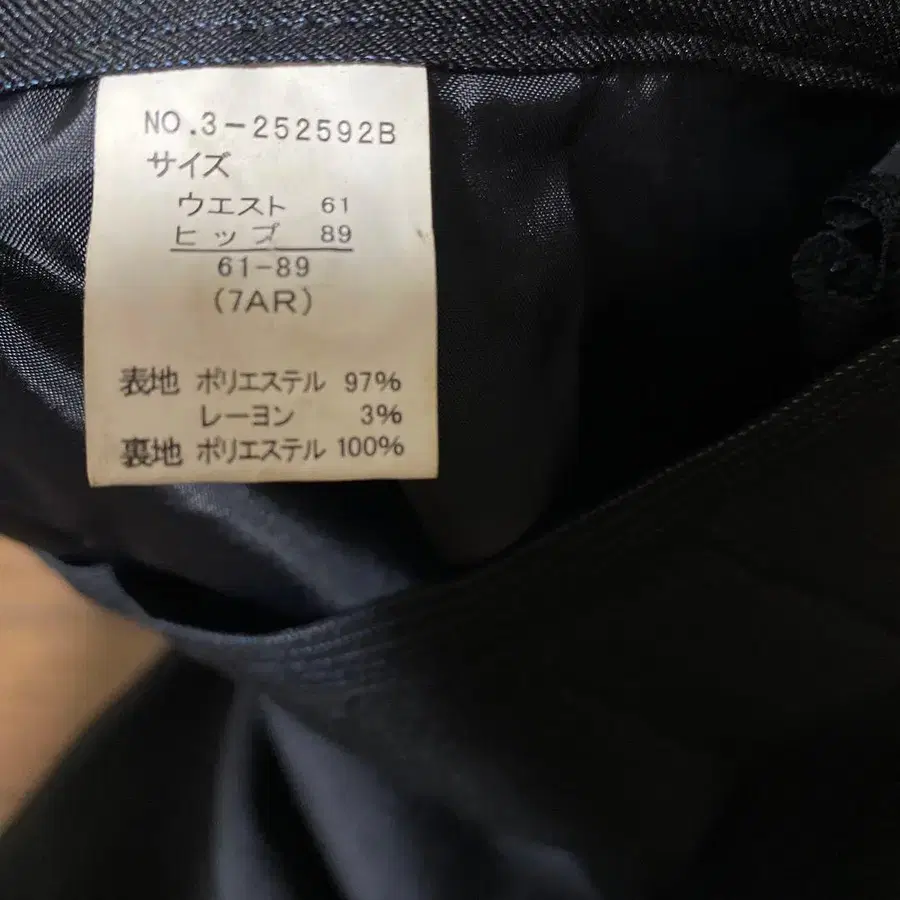 NO.3-252592B
サイズ
ウエスト 61
ヒップ 89
61-89
(7AR)
表地 ポリエステル 97%
レーヨン 3%
裏地 ポリエステル 100%